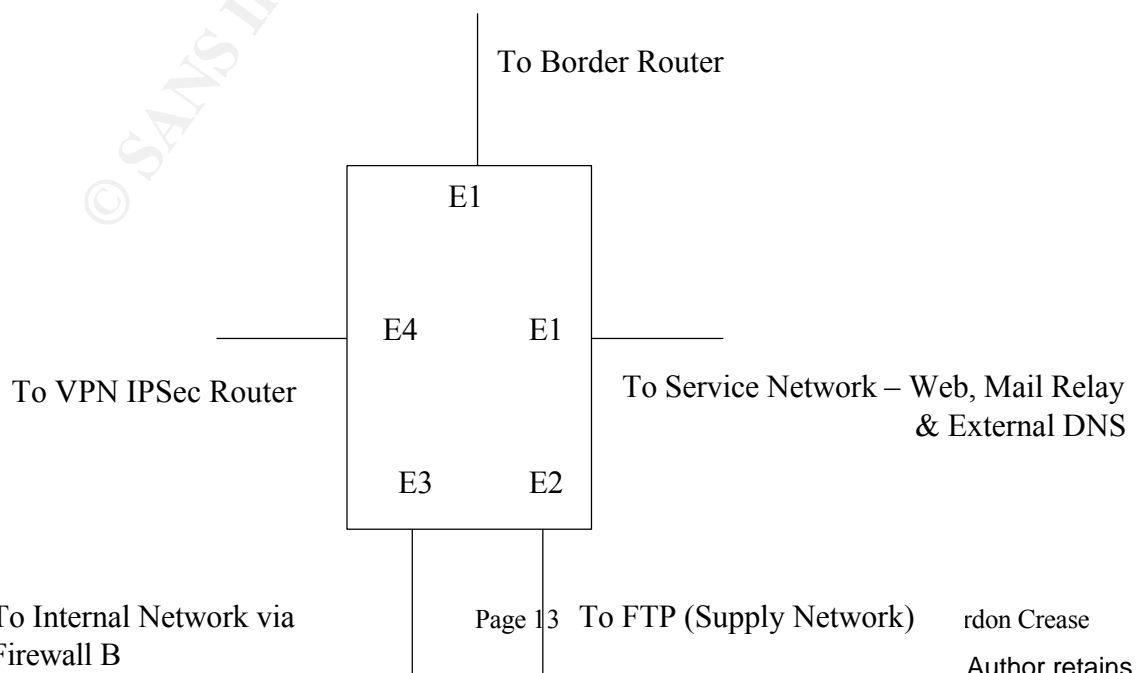 To Border Router
E1
E4
E1
To VPN IPSec Router
To Service Network – Web, Mail Relay
& External DNS
E3
E2
To Internal Network via
Firewall B
Page 13
To FTP (Supply Network)
rdon Crease
Author retains
© SANS